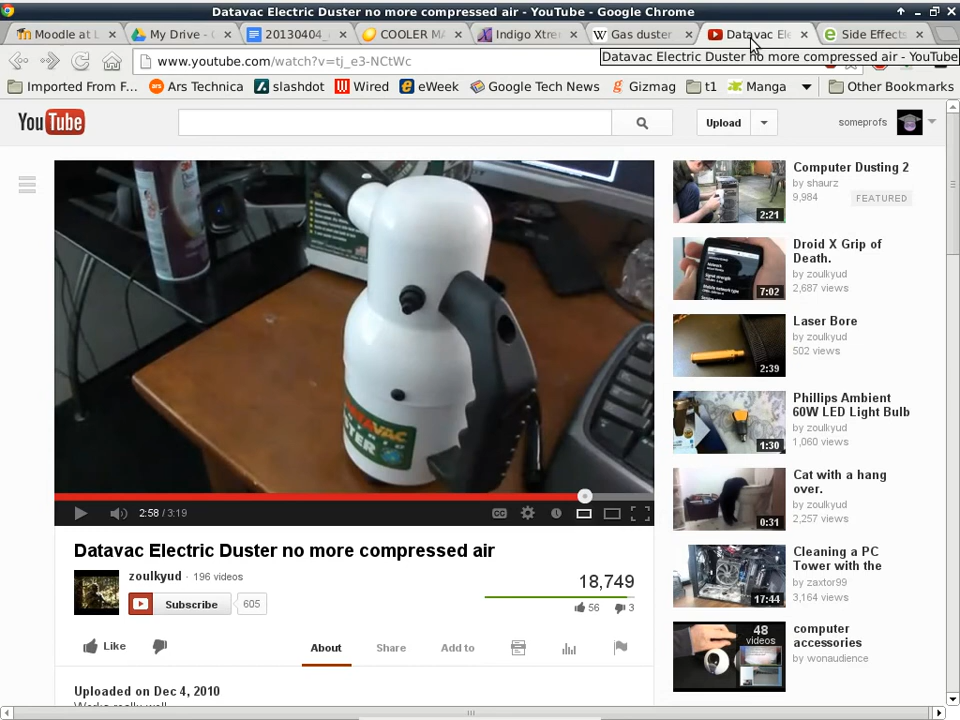 Datavac Electric Duster no more compressed air - YouTube - Google Chrome
Moodle at L
My Drive -
20130404_
COOLER MA
Indigo Xtre
Gas duster
Datavac Ele
Side Effects
Datavac Electric Duster no more compressed air - YouTube
www.youtube.com/watch?v=tj_e3-NCtWc
Imported From F...
Ars Technica
slashdot
Wired
eWeek
Google Tech News
Gizmag
t1
Manga
Other Bookmarks
YouTube
Upload
someprofs
DATAVAC
DUSTER
2:58 / 3:19
Datavac Electric Duster no more compressed air
zoulkyud · 196 videos
Subscribe 605
18,749
56 3
Like
About
Share
Add to
Uploaded on Dec 4, 2010
Works really well
Computer Dusting 2
by shaurz
9,984
FEATURED
2:21
Droid X Grip of
Death.
by zoulkyud
2,687 views
7:02
Laser Bore
by zoulkyud
502 views
2:39
Phillips Ambient
60W LED Light Bulb
by zoulkyud
1,060 views
1:30
Cat with a hang
over.
by zoulkyud
2,257 views
0:31
Cleaning a PC
Tower with the
by zaxtor99
3,164 views
17:44
48
videos
computer
accessories
by wonaudience